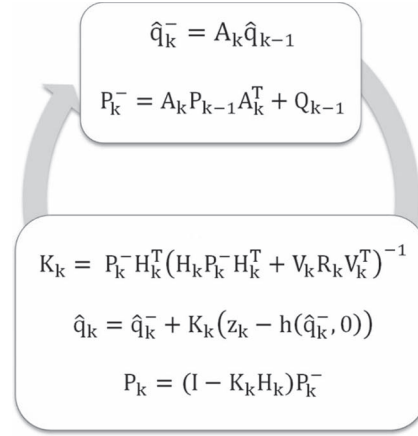 q̂ₖ⁻ = Aₖq̂ₖ₋₁
Pₖ⁻ = AₖPₖ₋₁Aₖᵀ + Qₖ₋₁
Kₖ = Pₖ⁻Hₖᵀ(HₖPₖ⁻Hₖᵀ + VₖRₖVₖᵀ)⁻¹
q̂ₖ = q̂ₖ⁻ + Kₖ(zₖ − h(q̂ₖ⁻, 0))
Pₖ = (I − KₖHₖ)Pₖ⁻